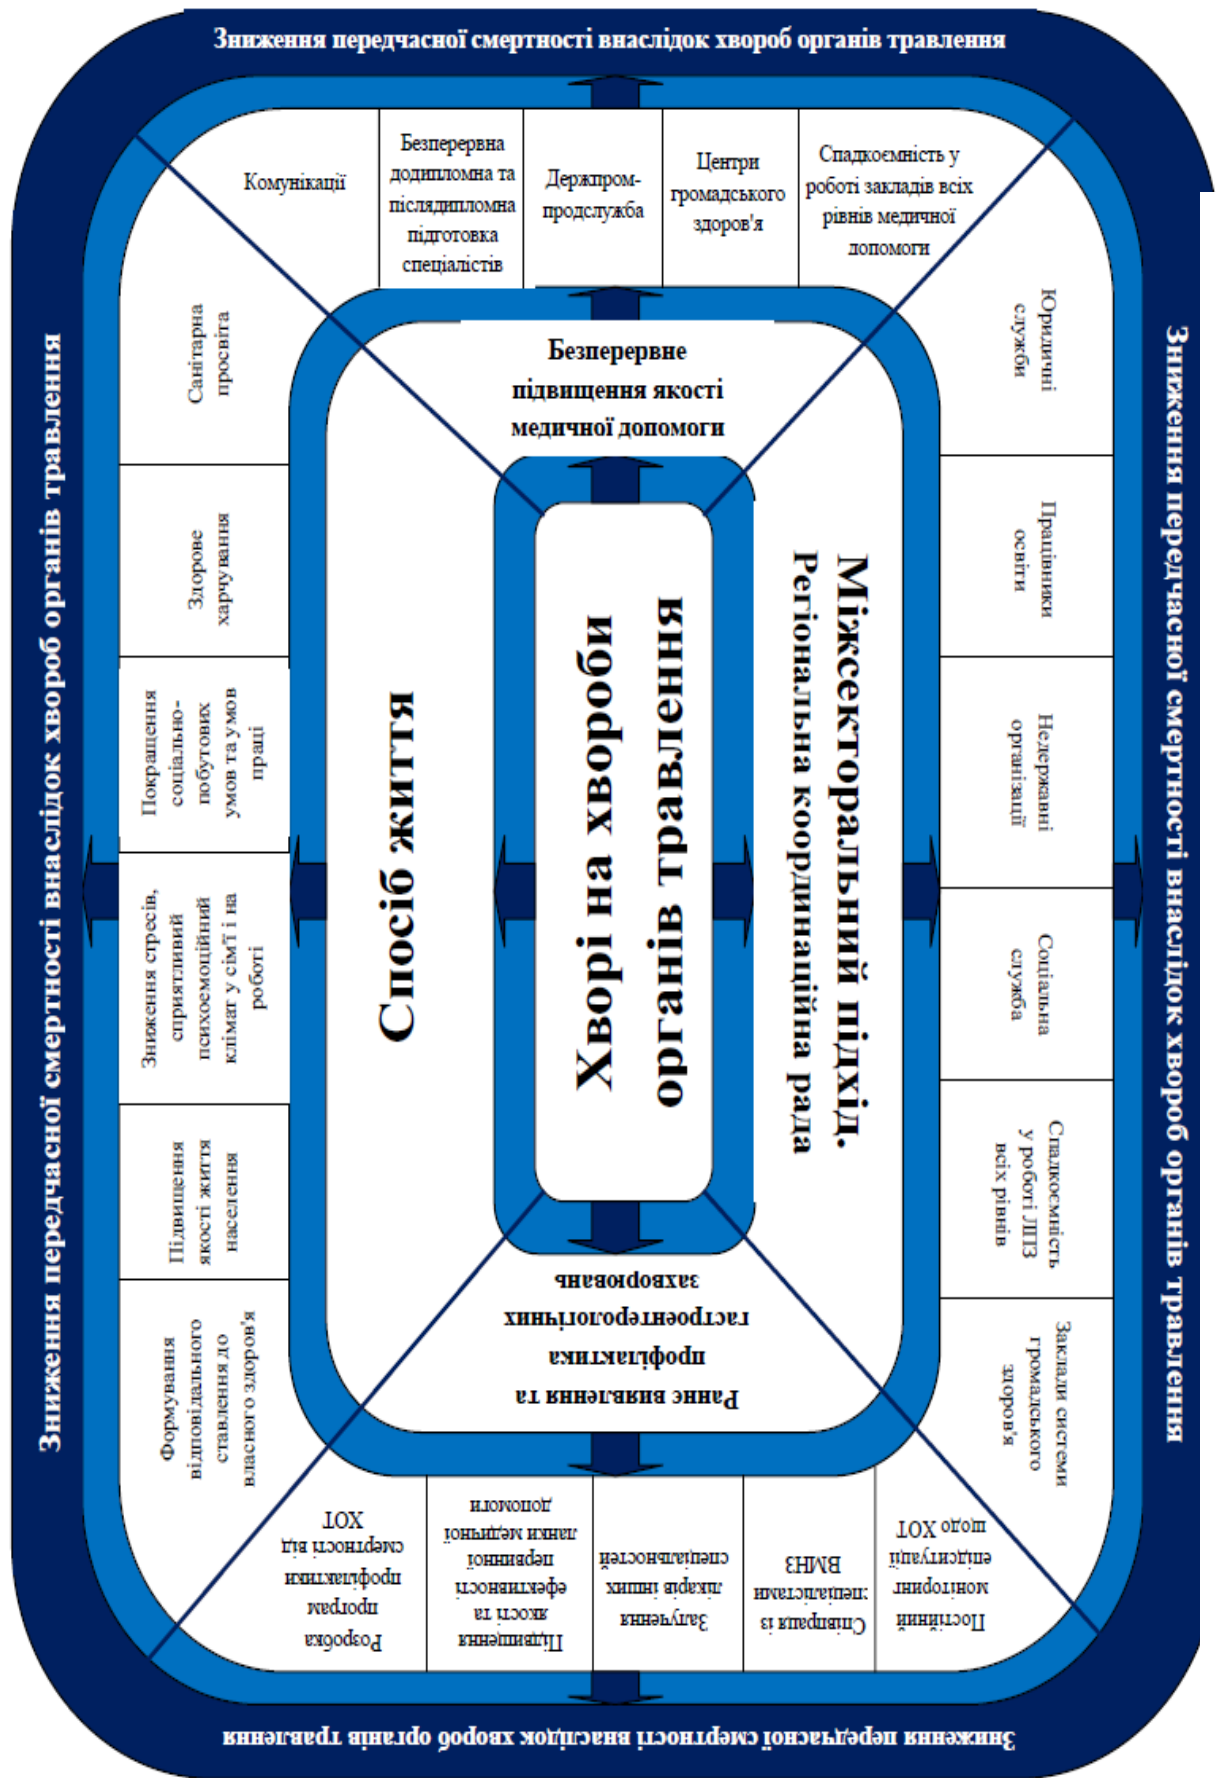 Зниження передчасної смертності внаслідок хвороб органів травлення
Комунікації
Безперервна
додипломна та
післядипломна
підготовка
спеціалістів
Держпром-
продслужба
Центри
громадського
здоров'я
Спадкоємність у
роботі закладів всіх
рівнів медичної
допомоги
Безперервне
підвищення якості
медичної допомоги
Зниження передчасної смертності внаслідок хвороб органів травлення
Санітарна
просвіта
Здорове
харчування
Покращення
соціально-
побутових
умов та умов
праці
Зниження стресів,
сприятливий
психоемоційний
клімат у сім'ї і на
роботі
Підвищення
якості життя
населення
Формування
відповідального
ставлення до
власного здоров'я
Спосіб життя
Хворі на хвороби
органів травлення
Міжсекторальний підхід.
Регіональна координаційна рада
Юридичні
служби
Працівники
освіти
Недержавні
організації
Соціальна
служба
Спадкоємність
у роботі ЛПЗ
всіх рівнів
Заклади системи
громадського
здоров'я
Зниження передчасної смертності внаслідок хвороб органів травлення
Раннє виявлення та
профілактика
гастроентерологічних
захворювань
Розробка
програм
профілактики
смертності від
ХОТ
Підвищення
якості та
ефективності
первинної
ланки медичної
допомоги
Залучення
лікарів інших
спеціальностей
Співпраця із
спеціалістами
ВМНЗ
Постійний
моніторинг
епідситуації
щодо ХОТ
Зниження передчасної смертності внаслідок хвороб органів травлення